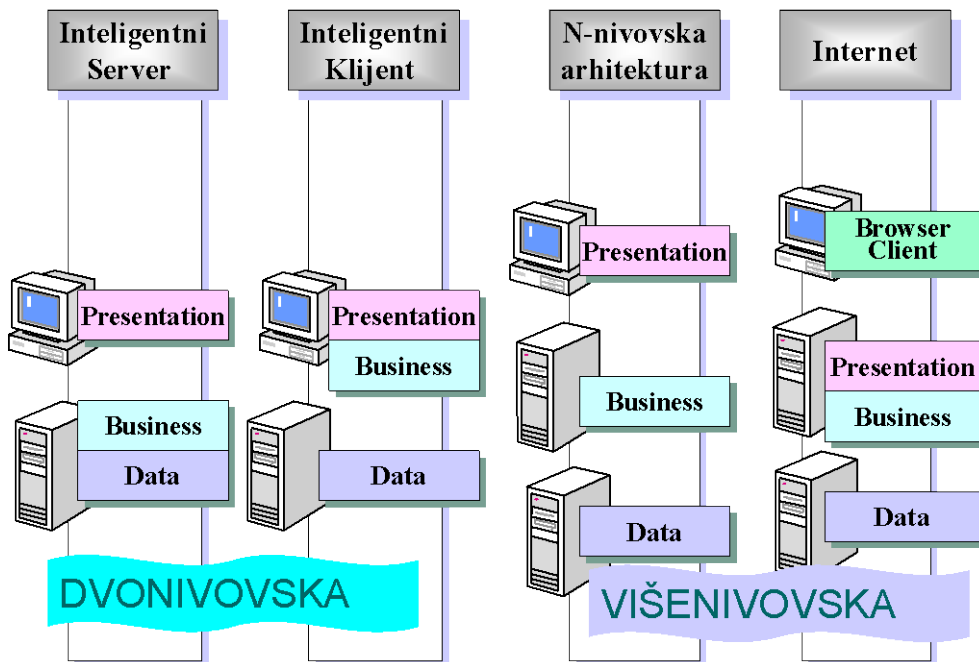 Inteligentni
Server
Inteligentni
Klijent
N-nivovska
arhitektura
Internet
Presentation
Business
Data
Presentation
Business
Data
Presentation
Business
Data
Browser
Client
Presentation
Business
Data
DVONIVOVSKA
VIŠENIVOVSKA